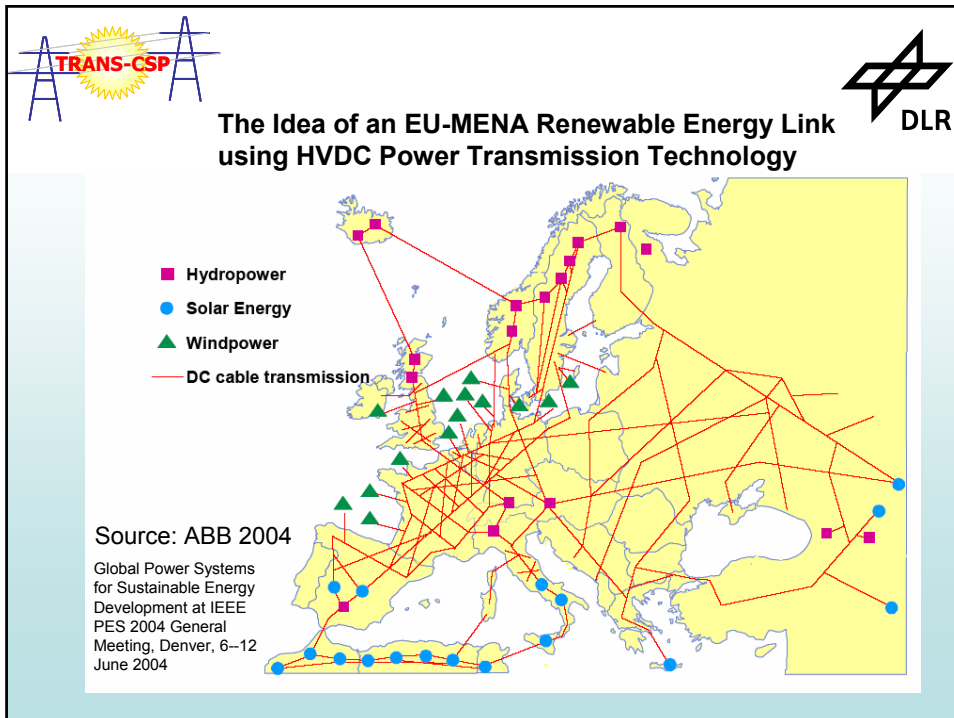 TRANS-CSP
DLR
The Idea of an EU-MENA Renewable Energy Link
using HVDC Power Transmission Technology
Hydropower
Solar Energy
Windpower
DC cable transmission
Source: ABB 2004
Global Power Systems
for Sustainable Energy
Development at IEEE
PES 2004 General
Meeting, Denver, 6--12
June 2004